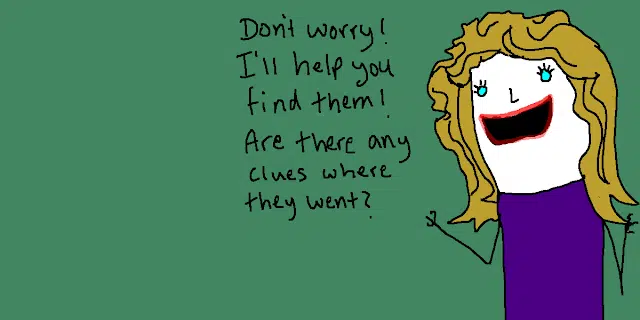 Don't worry!
I'll help you
find them!
Are there any
clues where
they went?